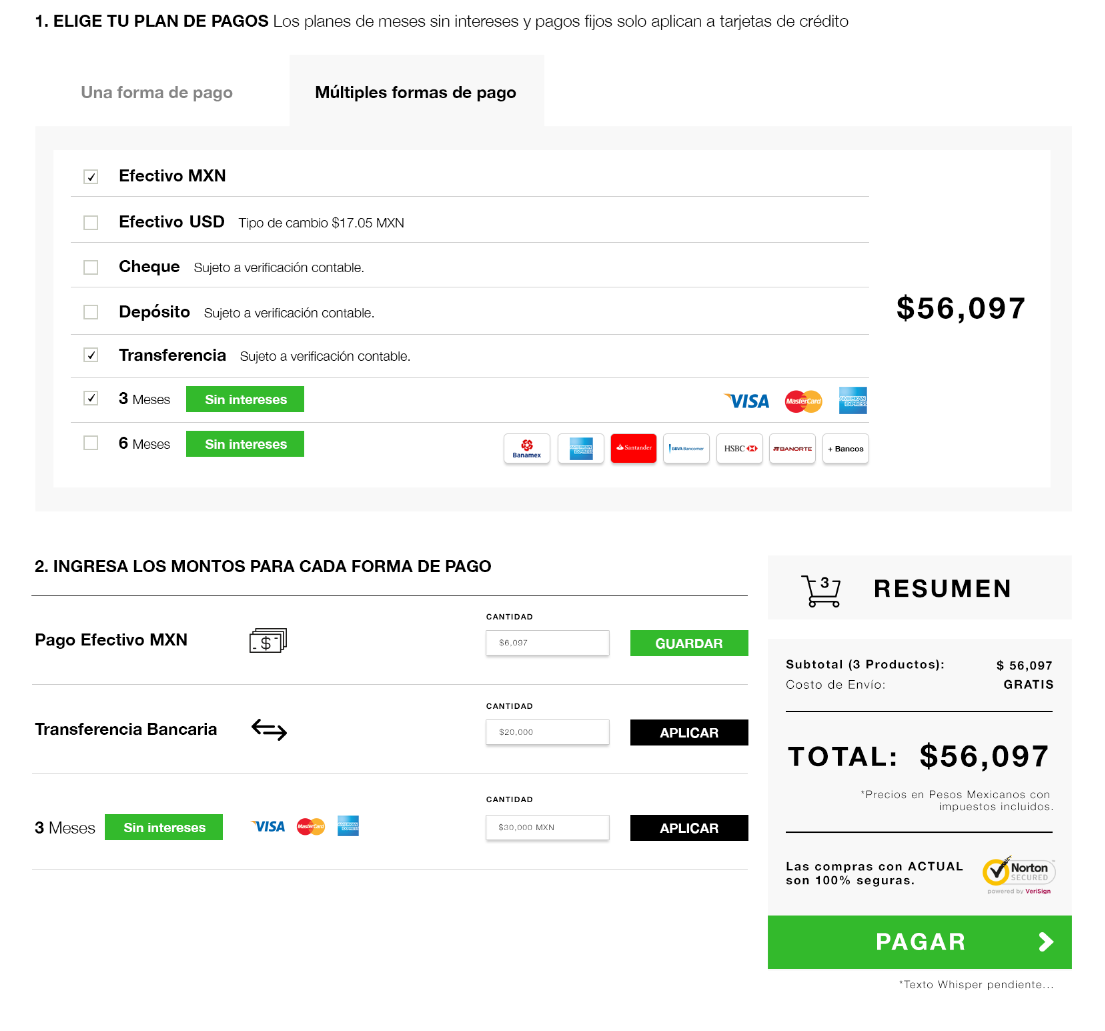 1. ELIGE TU PLAN DE PAGOS Los planes de meses sin intereses y pagos fijos solo aplican a tarjetas de crédito
Una forma de pago
Múltiples formas de pago
Efectivo MXN
Efectivo USD Tipo de cambio $17.05 MXN
Cheque Sujeto a verificación contable.
Depósito Sujeto a verificación contable.
$56,097
Transferencia Sujeto a verificación contable.
3 Meses Sin intereses VISA MasterCard AMERICAN EXPRESS
6 Meses Sin intereses Banamex AMERICAN EXPRESS Santander BBVA Bancomer HSBC BANORTE + Bancos
2. INGRESA LOS MONTOS PARA CADA FORMA DE PAGO
Pago Efectivo MXN
$
CANTIDAD
$6,097
GUARDAR
Transferencia Bancaria
CANTIDAD
$20,000
APLICAR
3 Meses Sin intereses VISA MasterCard AMERICAN EXPRESS
CANTIDAD
$30,000 MXN
APLICAR
3 RESUMEN
Subtotal (3 Productos): $ 56,097
Costo de Envío: GRATIS
TOTAL: $56,097
*Precios en Pesos Mexicanos con
impuestos incluidos.
Las compras con ACTUAL
son 100% seguras.
Norton
SECURED
powered by VeriSign
PAGAR
*Texto Whisper pendiente...